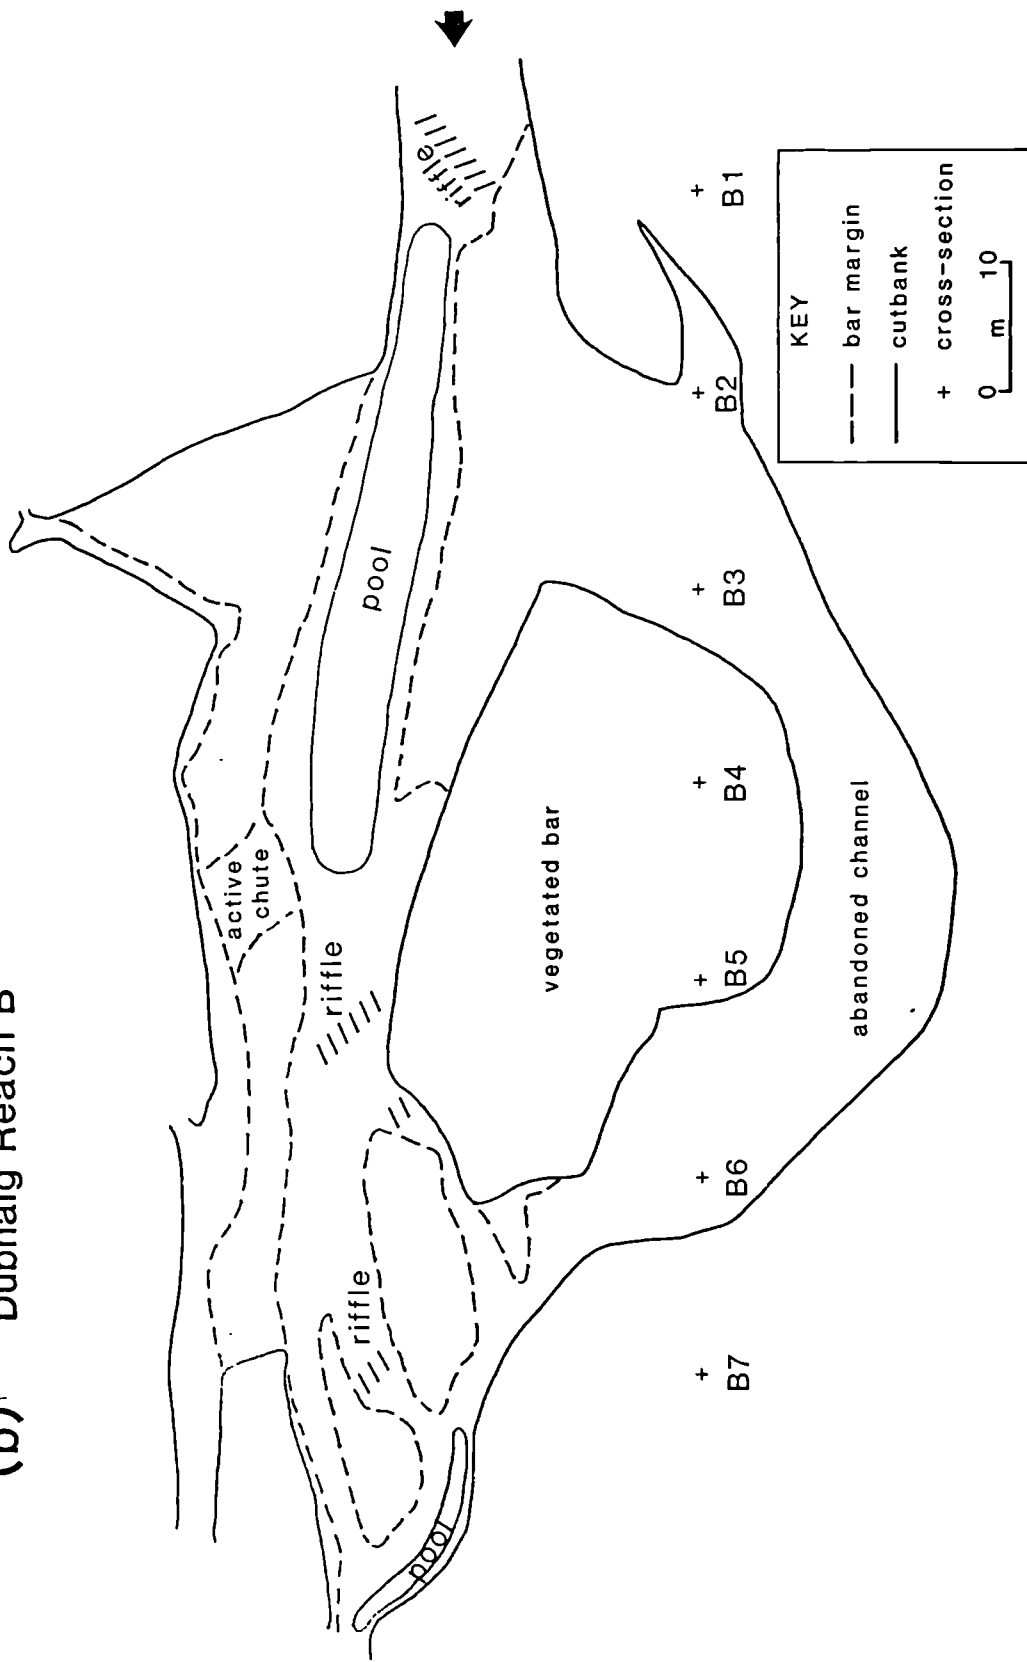 (b) Dubhaig Reach B
riffle
pool
active
chute
riffle
riffle
pool
vegetated bar
abandoned channel
B1
B2
B3
B4
B5
B6
B7
KEY
bar margin
cutbank
+ cross-section
0 m 10